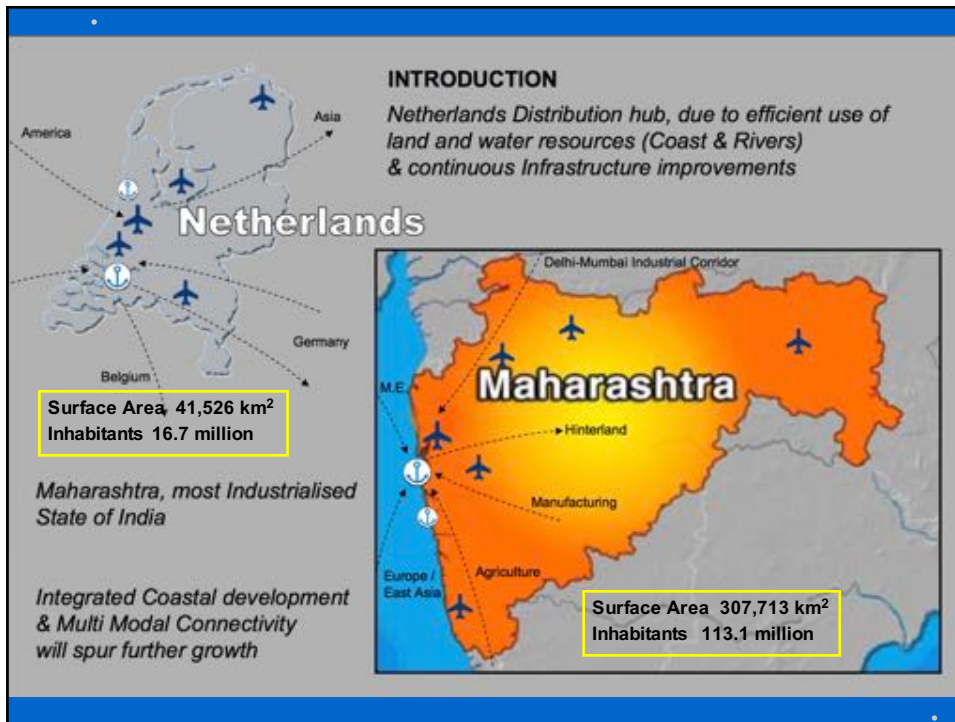 INTRODUCTION
Netherlands Distribution hub, due to efficient use of
land and water resources (Coast & Rivers)
& continuous Infrastructure improvements
America
Asia
Netherlands
Germany
Belgium
Surface Area 41,526 km²
Inhabitants 16.7 million
Maharashtra, most Industrialised
State of India
Integrated Coastal development
& Multi Modal Connectivity
will spur further growth
Delhi-Mumbai Industrial Corridor
Maharashtra
M.E.
Hinterland
Manufacturing
Agriculture
Europe /
East Asia
Surface Area 307,713 km²
Inhabitants 113.1 million